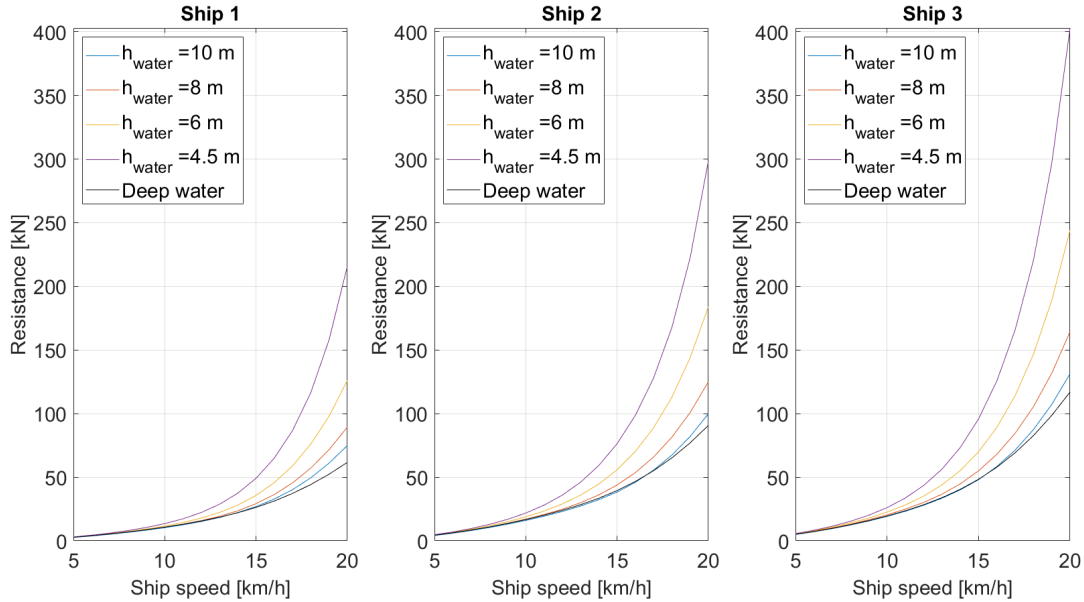 Ship 1
h_water =10 m
h_water =8 m
h_water =6 m
h_water =4.5 m
Deep water
400
350
300
250
200
150
100
50
0
Resistance [kN]
5 10 15 20
Ship speed [km/h]
Ship 2
h_water =10 m
h_water =8 m
h_water =6 m
h_water =4.5 m
Deep water
400
350
300
250
200
150
100
50
0
Resistance [kN]
5 10 15 20
Ship speed [km/h]
Ship 3
h_water =10 m
h_water =8 m
h_water =6 m
h_water =4.5 m
Deep water
400
350
300
250
200
150
100
50
0
Resistance [kN]
5 10 15 20
Ship speed [km/h]